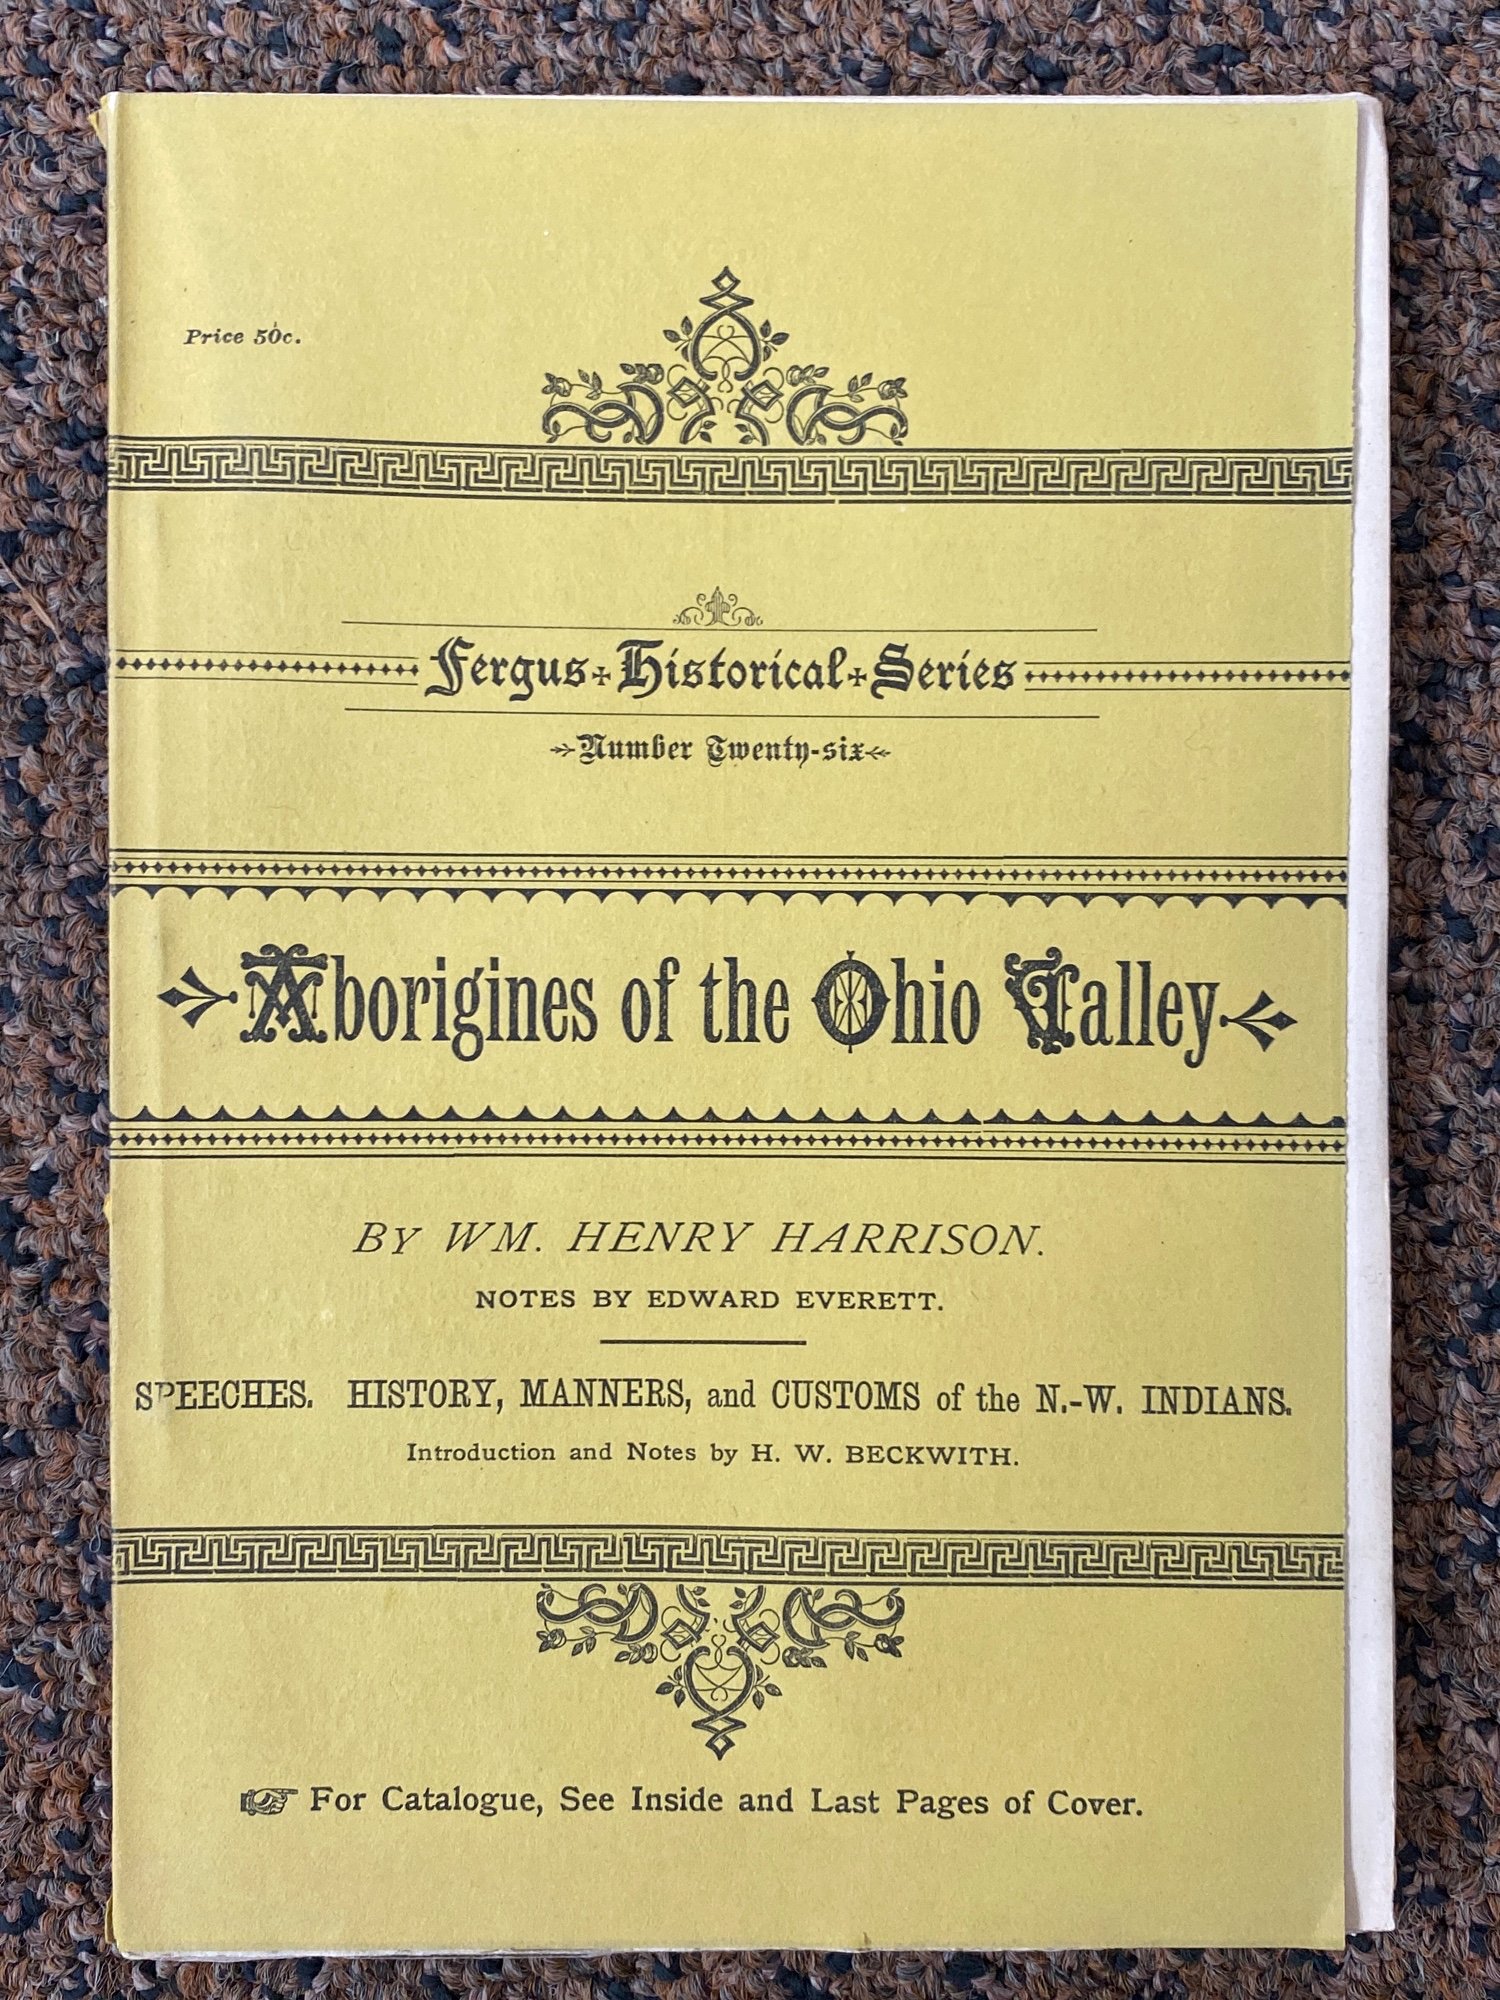 Price 50c.
Fergus Historical Series
Number Twenty-six
Aborigines of the Ohio Valley
BY WM. HENRY HARRISON.
NOTES BY EDWARD EVERETT.
SPEECHES. HISTORY, MANNERS, and CUSTOMS of the N.-W. INDIANS.
Introduction and Notes by H. W. BECKWITH.
☞ For Catalogue, See Inside and Last Pages of Cover.